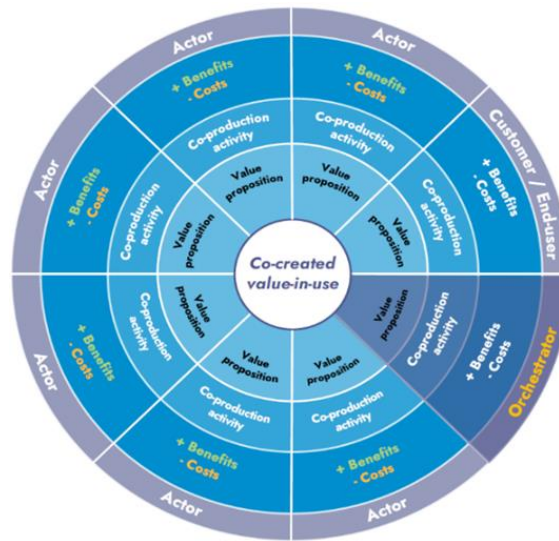 Co-created
value-in-use
Actor
+ Benefits
- Costs
Co-production
activity
Value
proposition
Customer / End-user
+ Benefits
- Costs
Co-production
activity
Value
proposition
Orchestrator
+ Benefits
- Costs
Co-production
activity
Value
proposition
Actor
+ Benefits
- Costs
Co-production
activity
Value
proposition
Actor
+ Benefits
- Costs
Co-production
activity
Value
proposition
Actor
+ Benefits
- Costs
Co-production
activity
Value
proposition
Actor
+ Benefits
- Costs
Co-production
activity
Value
proposition
Actor
+ Benefits
- Costs
Co-production
activity
Value
proposition